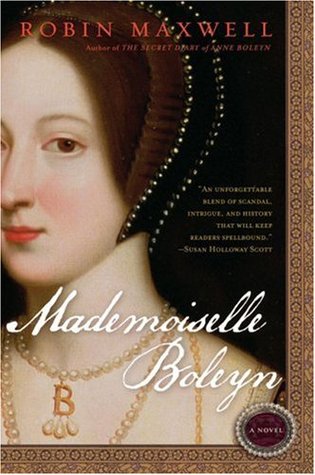 ROBIN MAXWELL
Author of THE SECRET DIARY of ANNE BOLEYN
"AN UNFORGETTABLE
BLEND OF SCANDAL,
INTRIGUE, AND HISTORY
THAT WILL KEEP
READERS SPELLBOUND."
—SUSAN HOLLOWAY SCOTT
Mademoiselle
Boleyn
B
A NOVEL